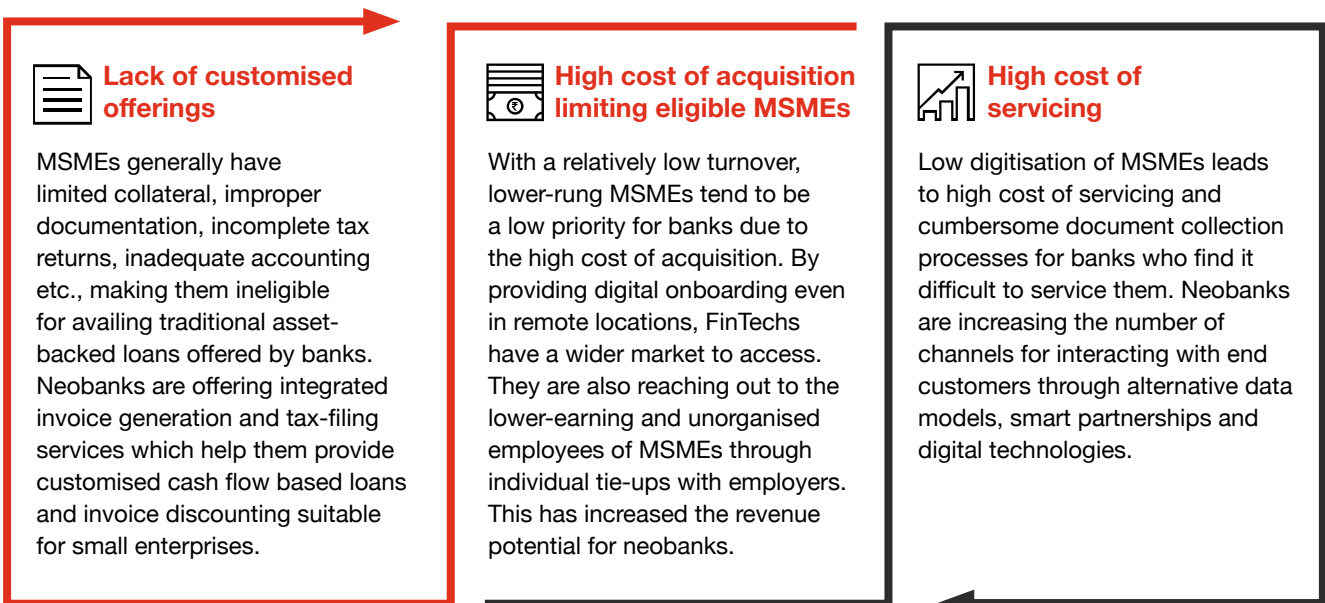 Lack of customised
offerings
MSMEs generally have
limited collateral, improper
documentation, incomplete tax
returns, inadequate accounting
etc., making them ineligible
for availing traditional asset-
backed loans offered by banks.
Neobanks are offering integrated
invoice generation and tax-filing
services which help them provide
customised cash flow based loans
and invoice discounting suitable
for small enterprises.
₹
High cost of acquisition
limiting eligible MSMEs
With a relatively low turnover,
lower-rung MSMEs tend to be
a low priority for banks due to
the high cost of acquisition. By
providing digital onboarding even
in remote locations, FinTechs
have a wider market to access.
They are also reaching out to the
lower-earning and unorganised
employees of MSMEs through
individual tie-ups with employers.
This has increased the revenue
potential for neobanks.
High cost of
servicing
Low digitisation of MSMEs leads
to high cost of servicing and
cumbersome document collection
processes for banks who find it
difficult to service them. Neobanks
are increasing the number of
channels for interacting with end
customers through alternative data
models, smart partnerships and
digital technologies.